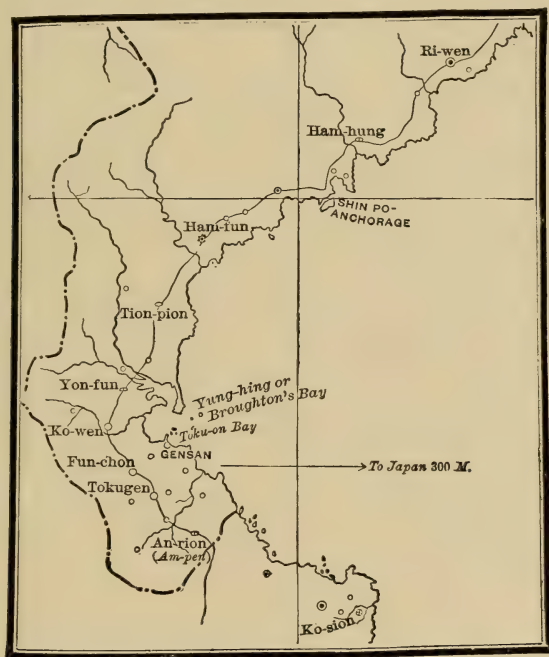 Ri-wen
Ham-hung
SHIN PO-
ANCHORAGE
Ham-fun
Tion-pion
Yung-hing or
Broughton's Bay
Yon-fun
Toku-on Bay
Ko-wen
GENSAN
Fun-chon
To Japan 300 M.
Tokugen
An-rion
(Am-pen)
Ko-sion